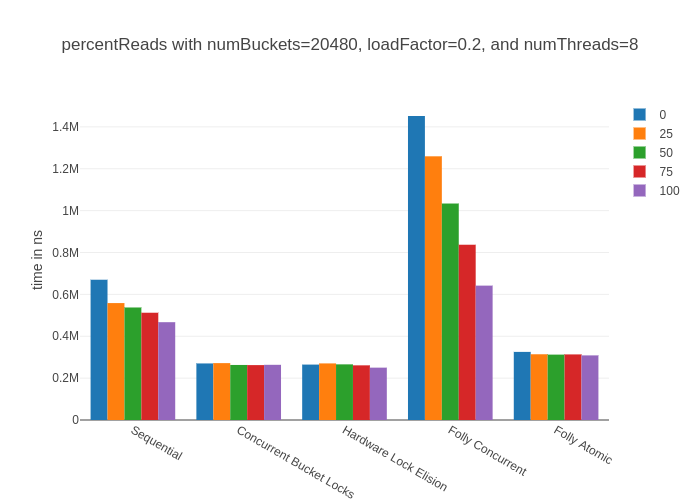 percentReads with numBuckets=20480, loadFactor=0.2, and numThreads=8
0
25
50
75
100
time in ns
1.4M
1.2M
1M
0.8M
0.6M
0.4M
0.2M
0
Sequential
Concurrent Bucket Locks
Hardware Lock Elision
Folly Concurrent
Folly Atomic